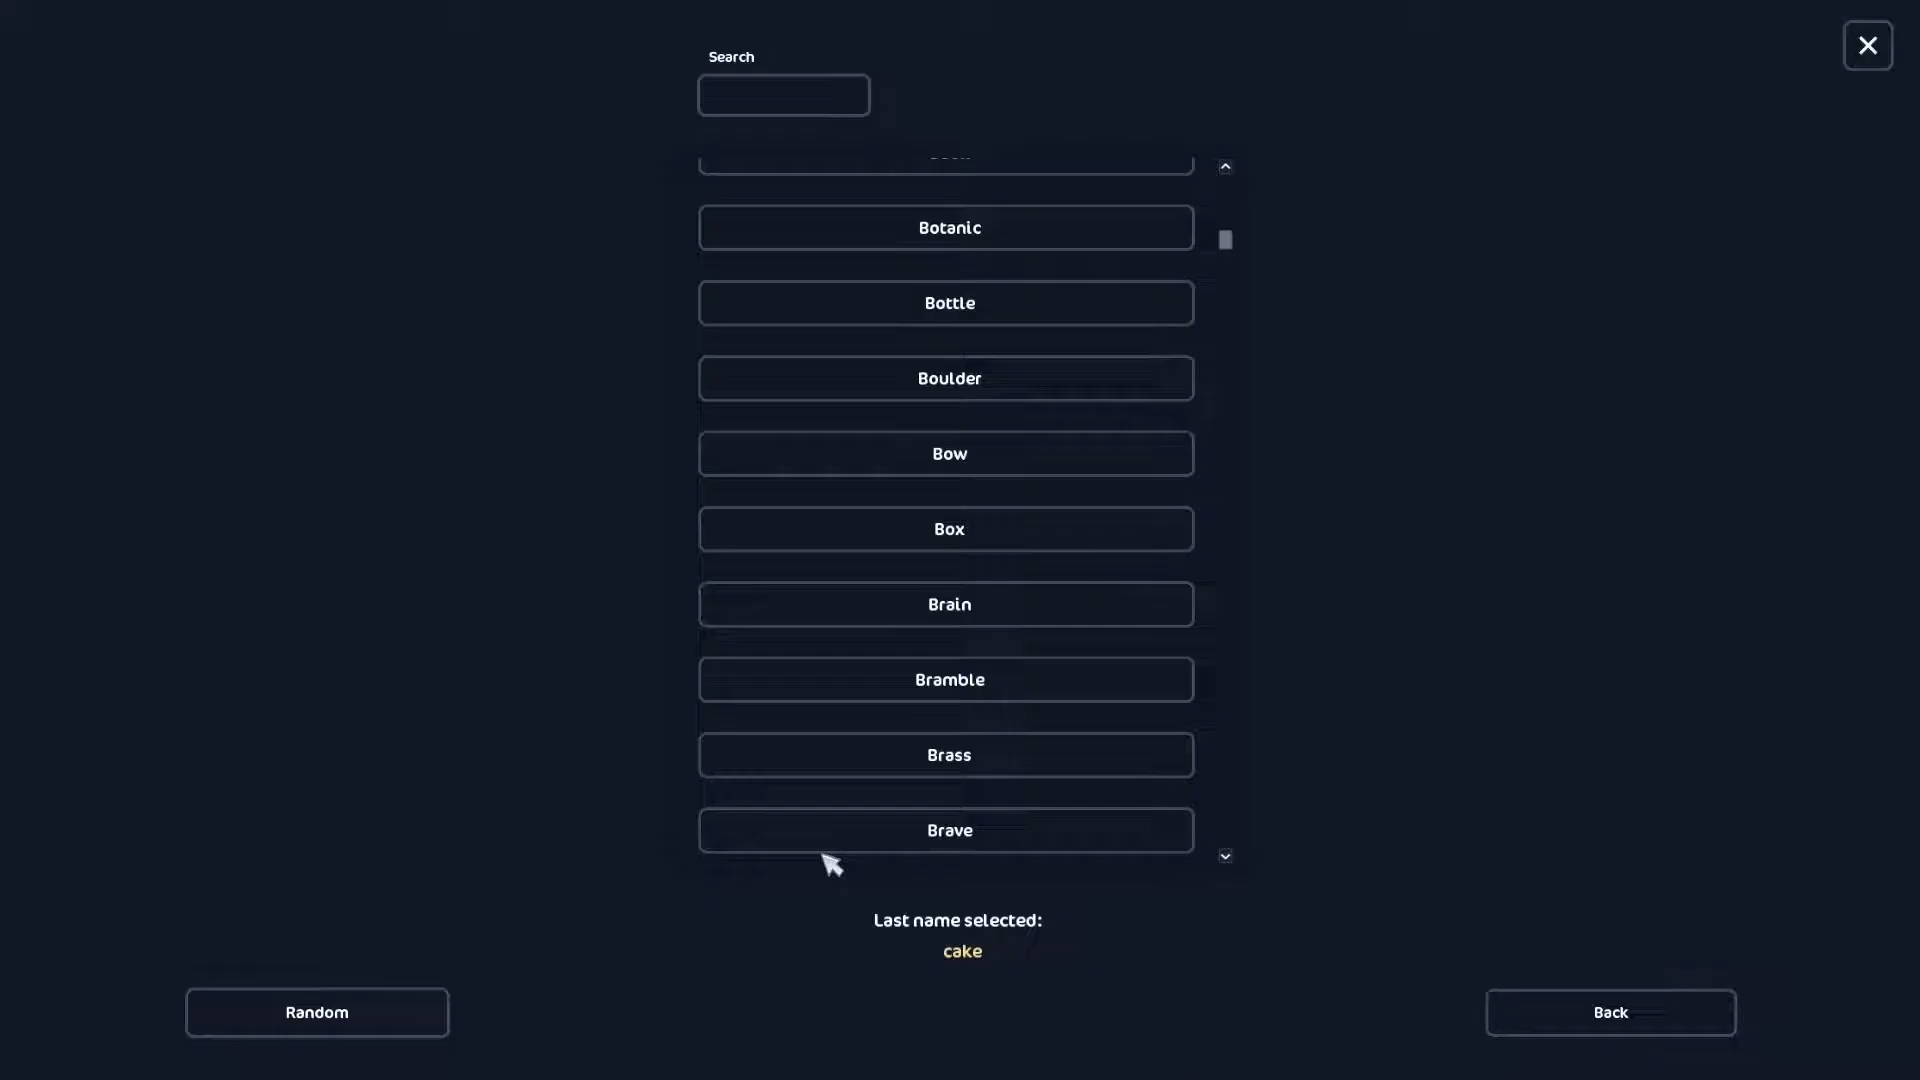 Search
Botanic
Bottle
Boulder
Bow
Box
Brain
Bramble
Brass
Brave
Last name selected:
cake
Random
Back